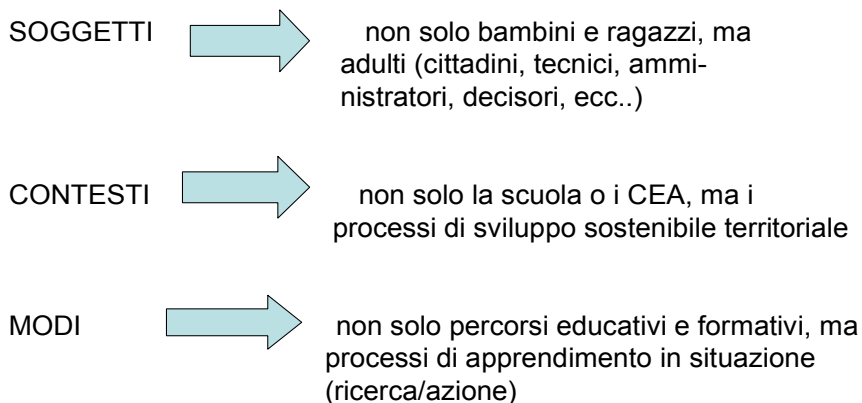 SOGGETTI non solo bambini e ragazzi, ma
adulti (cittadini, tecnici, ammi-
nistratori, decisori, ecc..)
CONTESTI non solo la scuola o i CEA, ma i
processi di sviluppo sostenibile territoriale
MODI non solo percorsi educativi e formativi, ma
processi di apprendimento in situazione
(ricerca/azione)